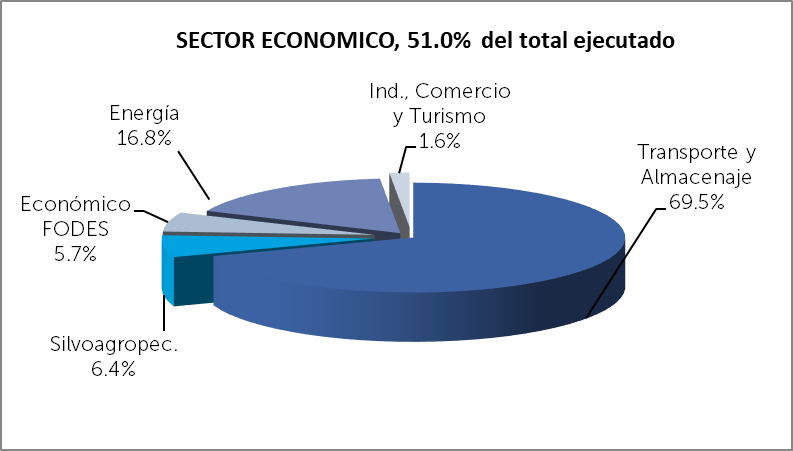 SECTOR ECONOMICO, 51.0% del total ejecutado
Ind., Comercio
y Turismo
1.6%
Energía
16.8%
Transporte y
Almacenaje
69.5%
Económico
FODES
5.7%
Silvoagropec.
6.4%